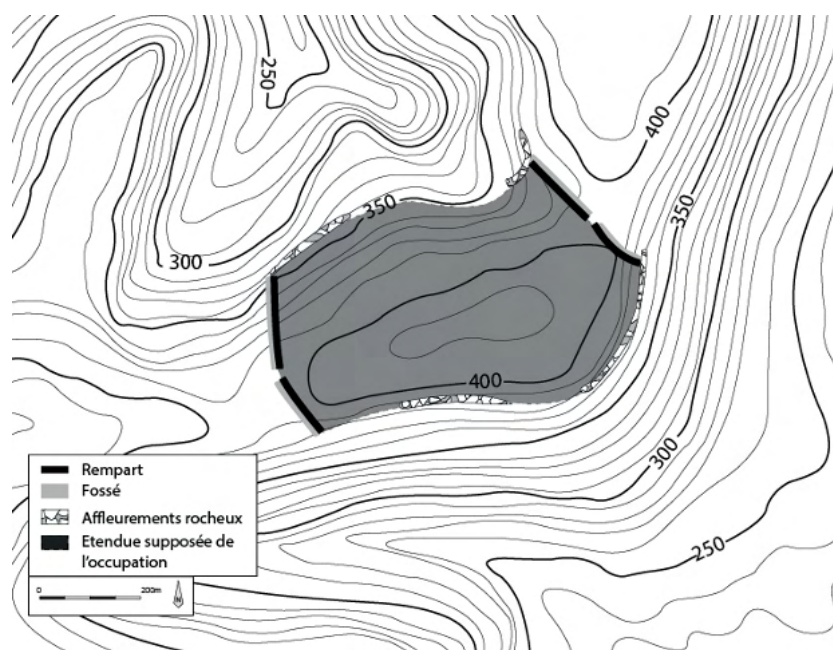 250
400
350
350
300
400
300
250
Rempart
Fossé
Affleurements rocheux
Etendue supposée de
l'occupation
0 200m
N